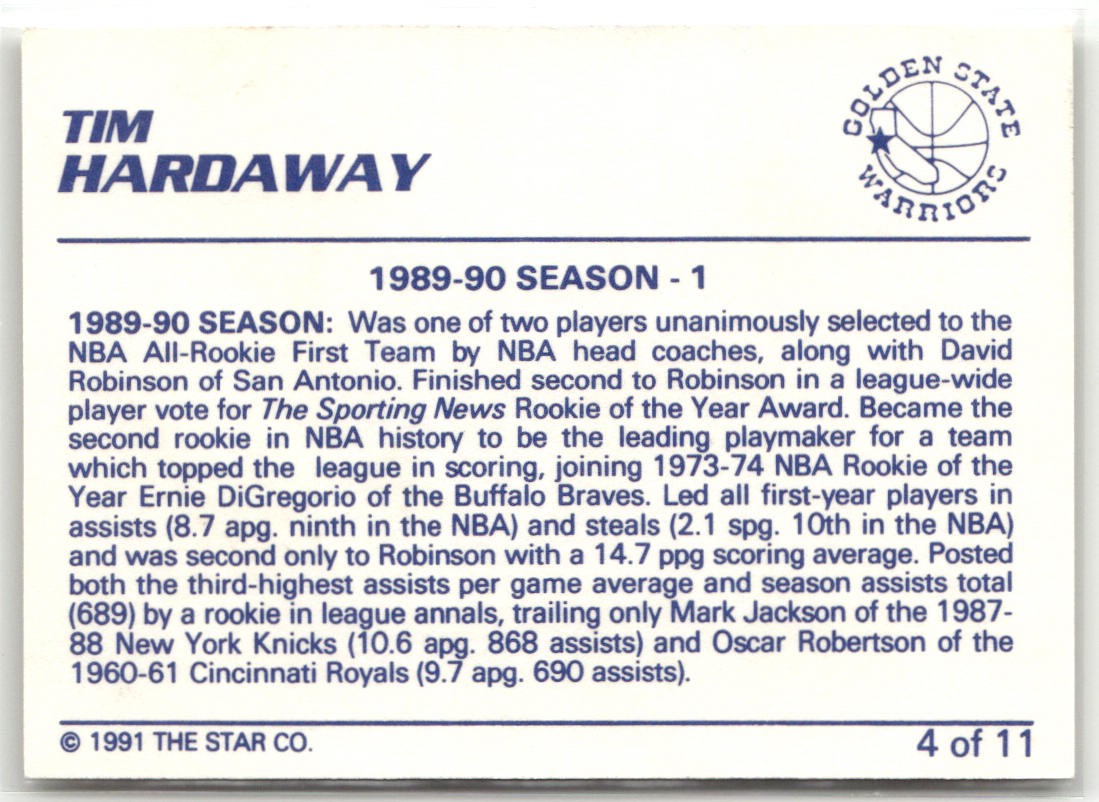 TIM
HARDAWAY
GOLDEN STATE
WARRIORS
1989-90 SEASON - 1
1989-90 SEASON: Was one of two players unanimously selected to the
NBA All-Rookie First Team by NBA head coaches, along with David
Robinson of San Antonio. Finished second to Robinson in a league-wide
player vote for The Sporting News Rookie of the Year Award. Became the
second rookie in NBA history to be the leading playmaker for a team
which topped the league in scoring, joining 1973-74 NBA Rookie of the
Year Ernie DiGregorio of the Buffalo Braves. Led all first-year players in
assists (8.7 apg. ninth in the NBA) and steals (2.1 spg. 10th in the NBA)
and was second only to Robinson with a 14.7 ppg scoring average. Posted
both the third-highest assists per game average and season assists total
(689) by a rookie in league annals, trailing only Mark Jackson of the 1987-
88 New York Knicks (10.6 apg. 868 assists) and Oscar Robertson of the
1960-61 Cincinnati Royals (9.7 apg. 690 assists).
© 1991 THE STAR CO.
4 of 11